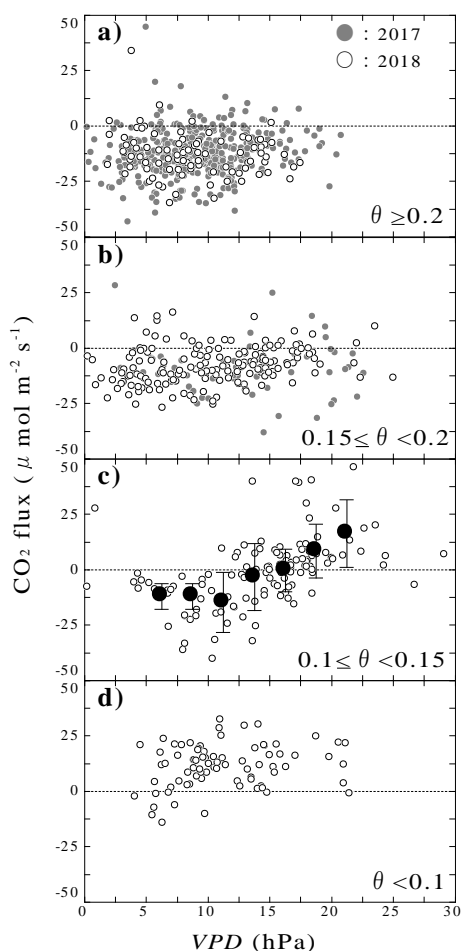 a)
: 2017
: 2018
50
25
0
-25
-50
θ ≥0.2
b)
50
25
0
-25
-50
0.15≤ θ <0.2
CO2 flux ( μ mol m-2 s-1)
c)
50
25
0
-25
-50
0.1≤ θ <0.15
d)
50
25
0
-25
-50
θ <0.1
0 5 10 15 20 25 30
VPD (hPa)